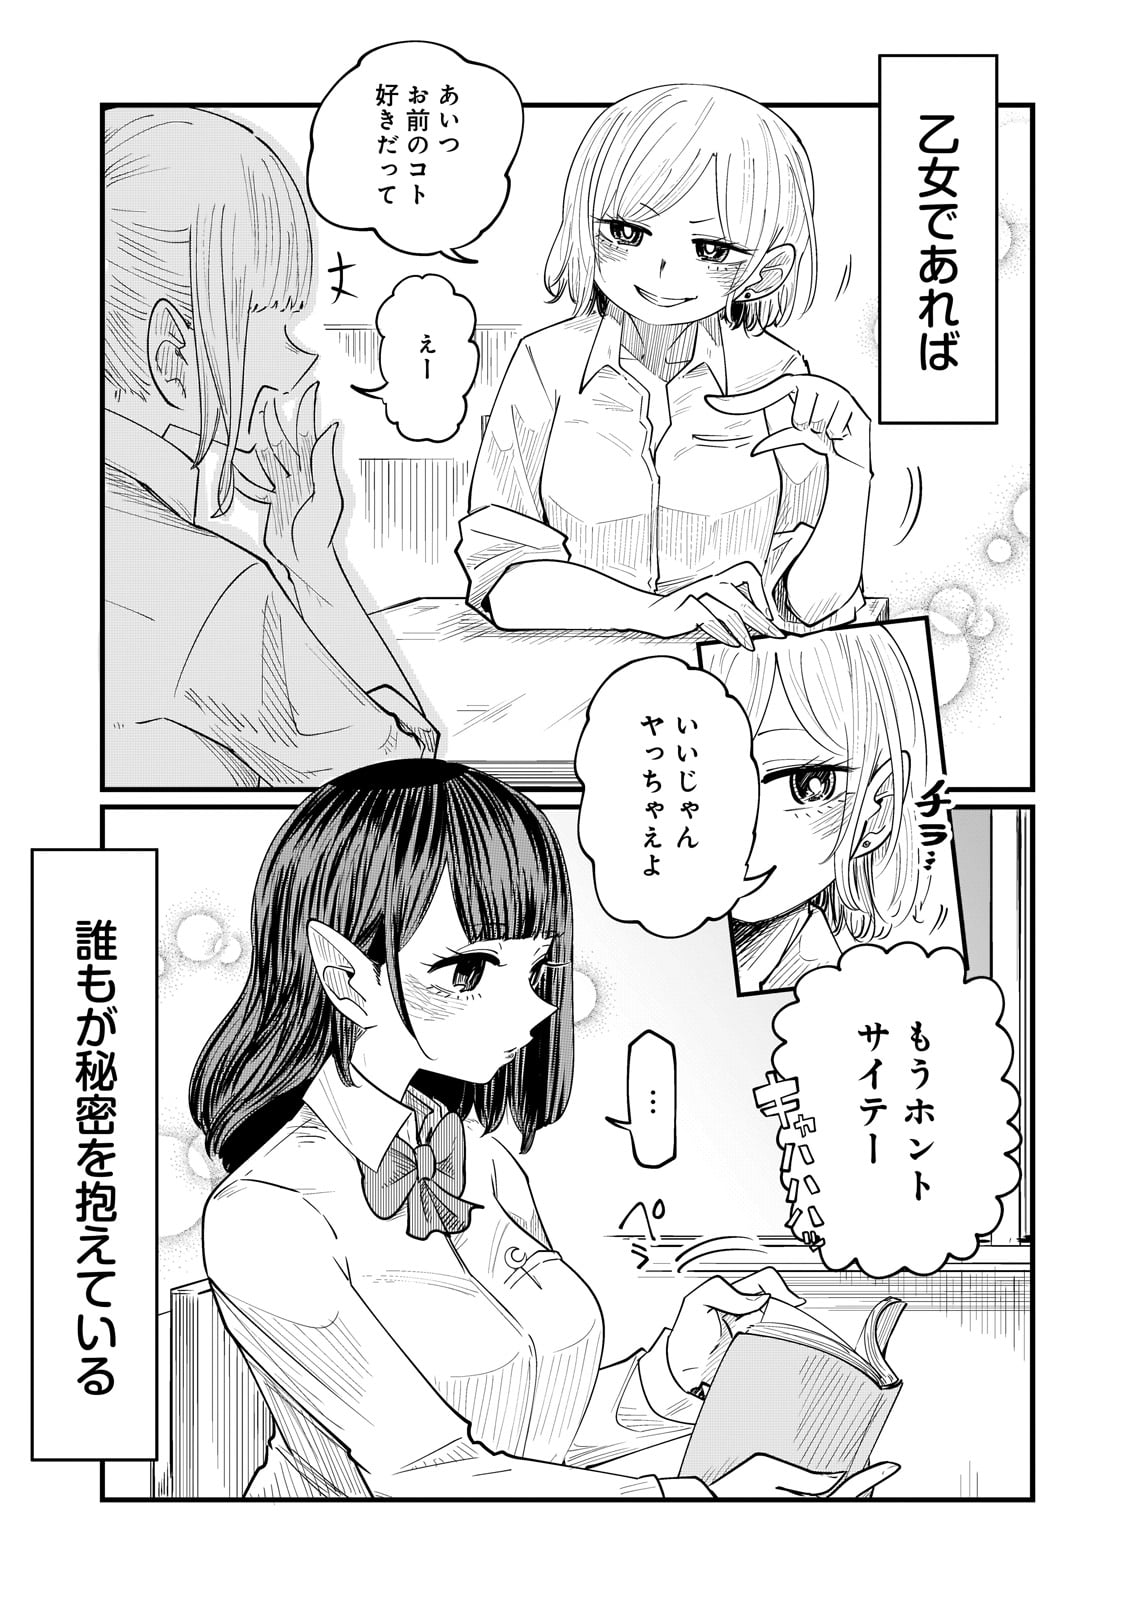 乙女であれば
あいつ
お前のコト
好きだって
えー
いいじゃん
ヤっちゃえよ
チラ…
もうホント
サイテー
キャハハハハッ
…
ペラ
誰もが秘密を抱えている